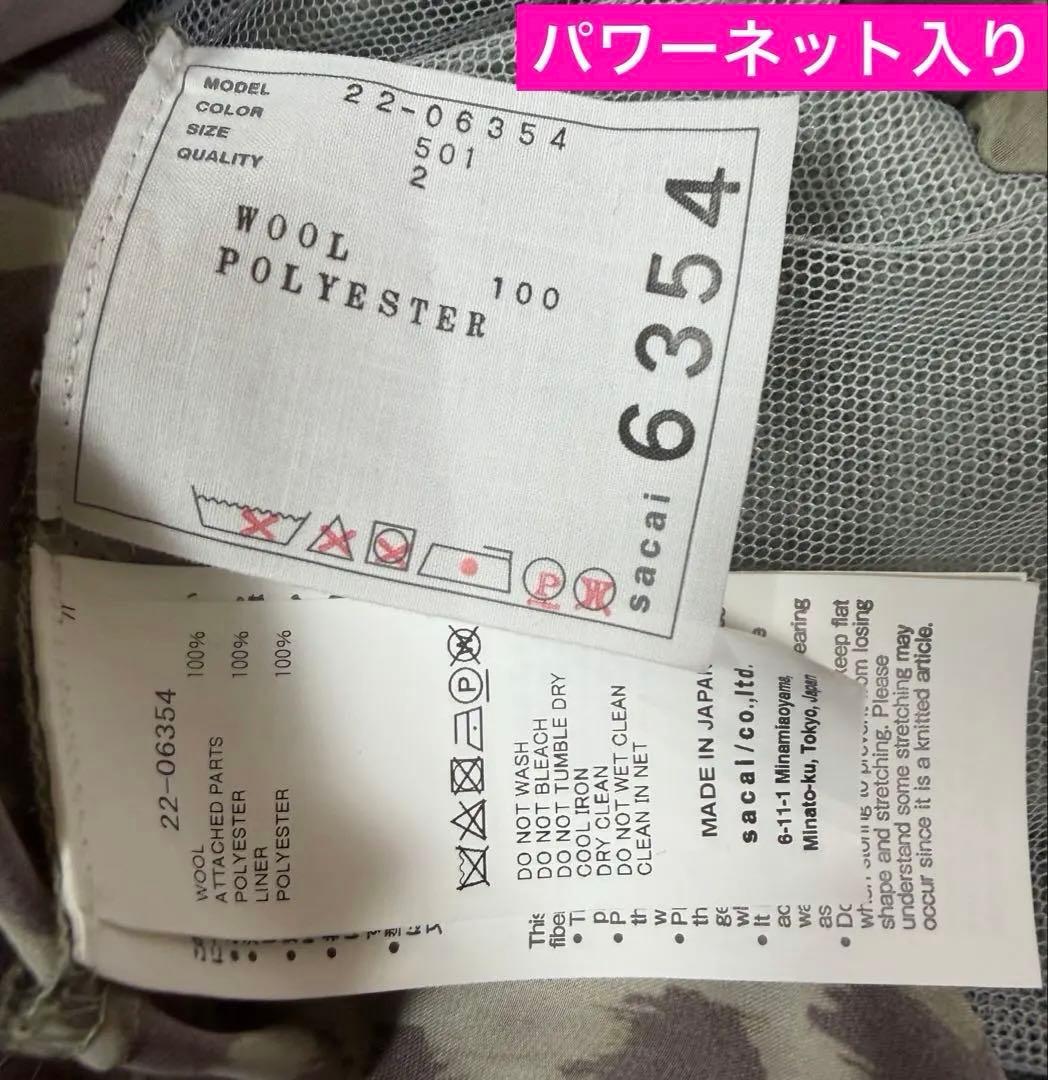 パワーネット入り
MODEL 22-06354
COLOR 501
SIZE 2
QUALITY
WOOL
POLYESTER 100
sacai 6354
P
W
22-06354
WOOL 100%
ATTACHED PARTS
POLYESTER 100%
LINER
POLYESTER 100%
P
W
DO NOT WASH
DO NOT BLEACH
DO NOT TUMBLE DRY
COOL IRON
DRY CLEAN
DO NOT WET CLEAN
CLEAN IN NET
MADE IN JAPAN
sacai/co.,ltd.
6-11-1 Minamiaoyama,
Minato-ku, Tokyo, Japan
This
earing
keep flat
losing
shape and stretching. Please
understand some stretching may
occur since it is a knitted article.